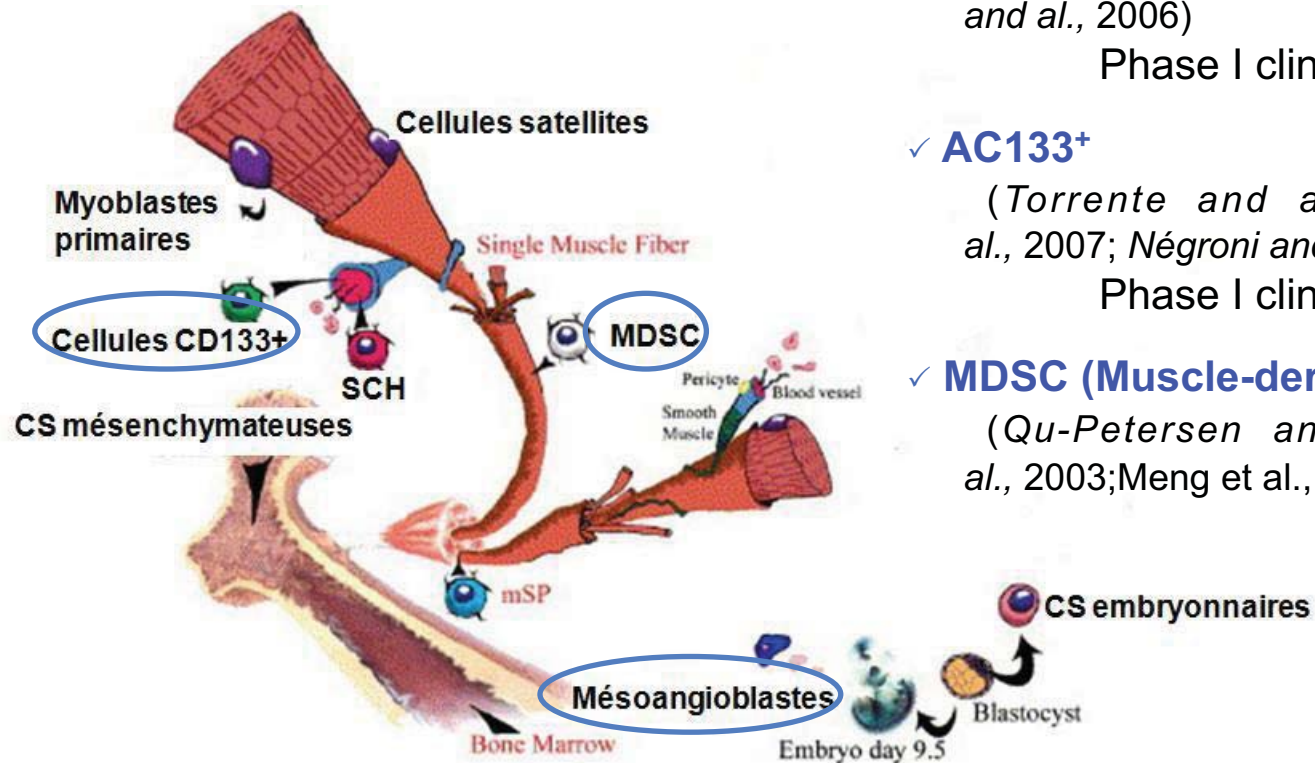 Cellules satellites
Myoblastes
primaires
Single Muscle Fiber
Cellules CD133+
SCH
MDSC
Pericyte
Blood vessel
Smooth
Muscle
CS mésenchymateuses
mSP
CS embryonnaires
Mésoangioblastes
Blastocyst
Bone Marrow
Embryo day 9.5
and al., 2006)
Phase I clin
✓ AC133+
(Torrente and a
al., 2007; Négroni and
Phase I clin
✓ MDSC (Muscle-der
(Qu-Petersen an
al., 2003;Meng et al.,